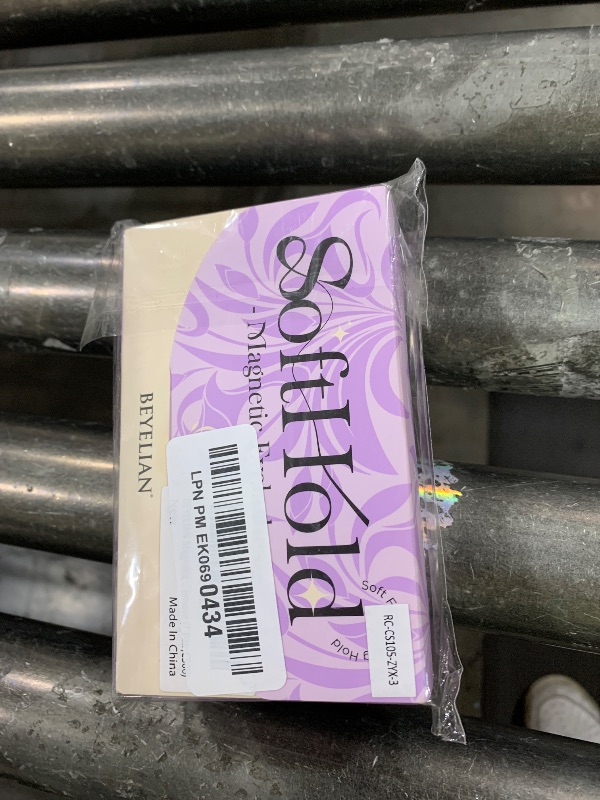 SoftHold
- Magnetic
BEYELIAN®
LPN PM EK0690434
Made In China
Soft
Hold
RC-CS105-ZYX-3